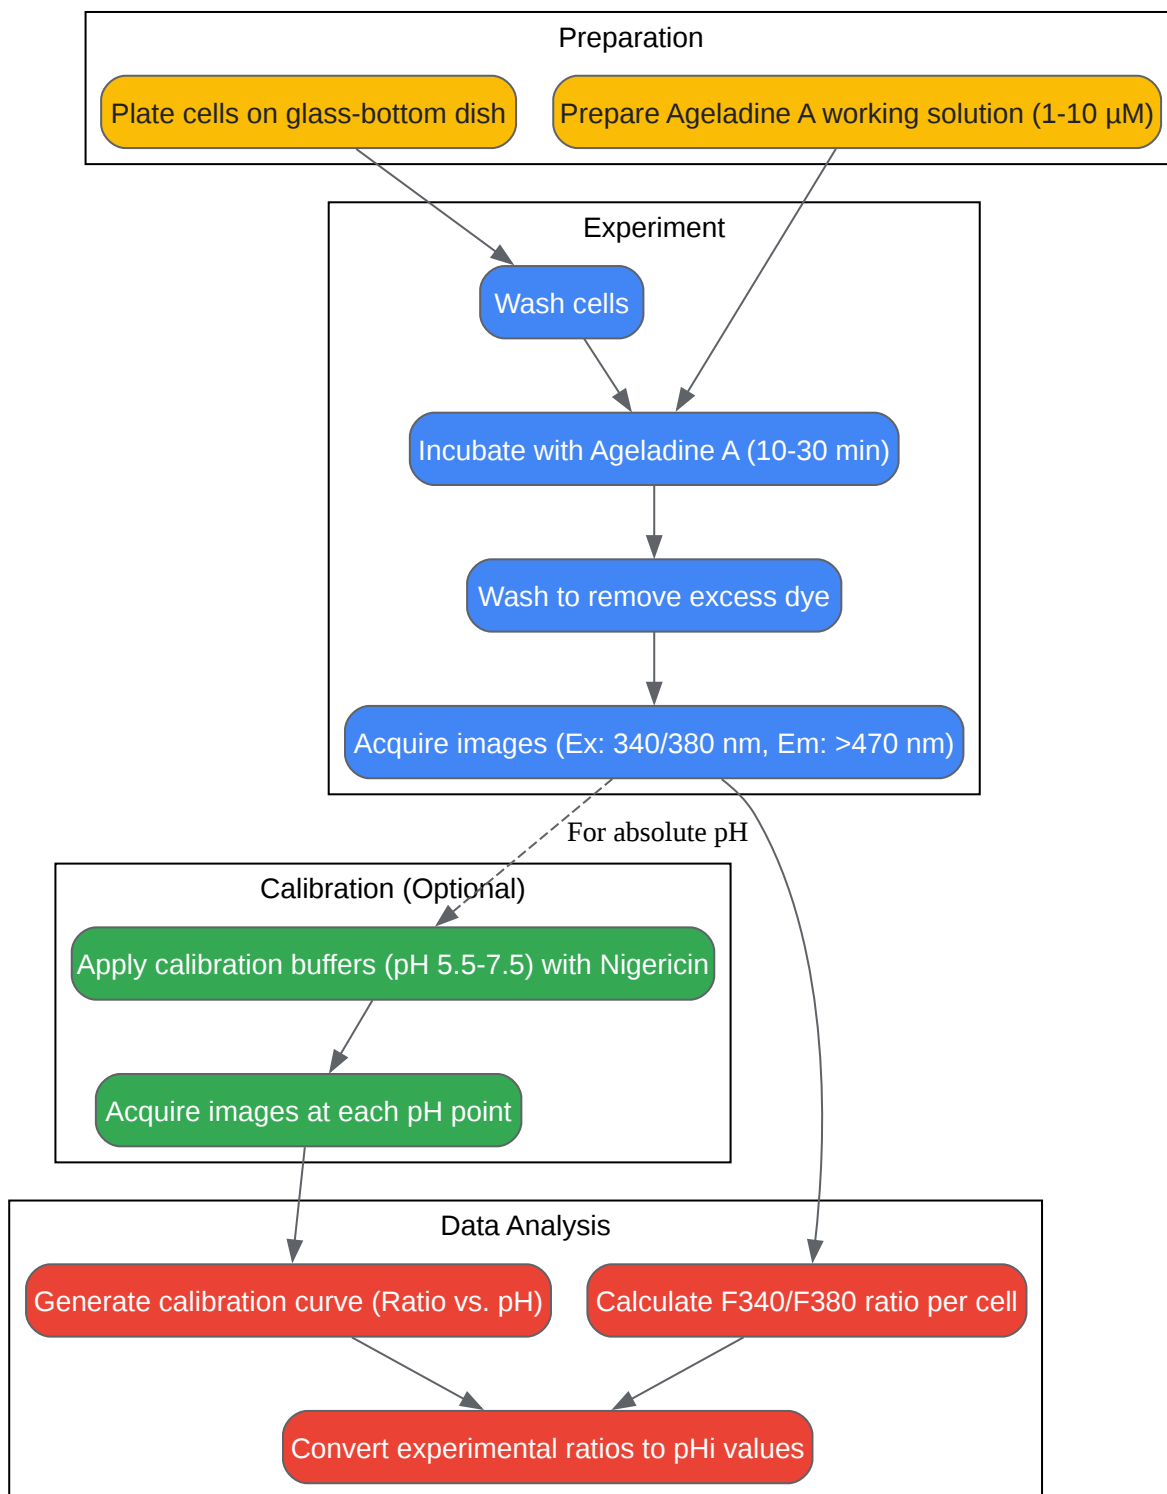 Preparation
Plate cells on glass-bottom dish
Prepare Ageladine A working solution (1-10 µM)
Experiment
Wash cells
Incubate with Ageladine A (10-30 min)
Wash to remove excess dye
Acquire images (Ex: 340/380 nm, Em: >470 nm)
For absolute pH
Calibration (Optional)
Apply calibration buffers (pH 5.5-7.5) with Nigericin
Acquire images at each pH point
Data Analysis
Generate calibration curve (Ratio vs. pH)
Calculate F340/F380 ratio per cell
Convert experimental ratios to pHi values